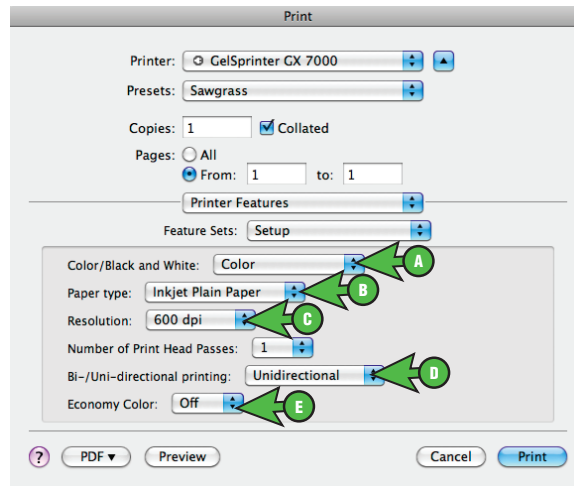 Print
Printer: GelSprinter GX 7000
Presets: Sawgrass
Copies: 1 Collated
Pages: All
From: 1 to: 1
Printer Features
Feature Sets: Setup
Color/Black and White: Color A
Paper type: Inkjet Plain Paper B
Resolution: 600 dpi C
Number of Print Head Passes: 1
Bi-/Uni-directional printing: Unidirectional D
Economy Color: Off E
? PDF ▾ Preview Cancel Print